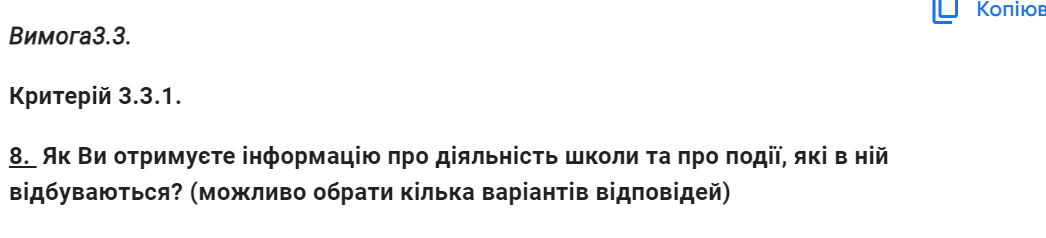 Копіюв
Вимога3.3.
Критерій 3.3.1.
8. Як Ви отримуєте інформацію про діяльність школи та про події, які в ній
відбуваються? (можливо обрати кілька варіантів відповідей)